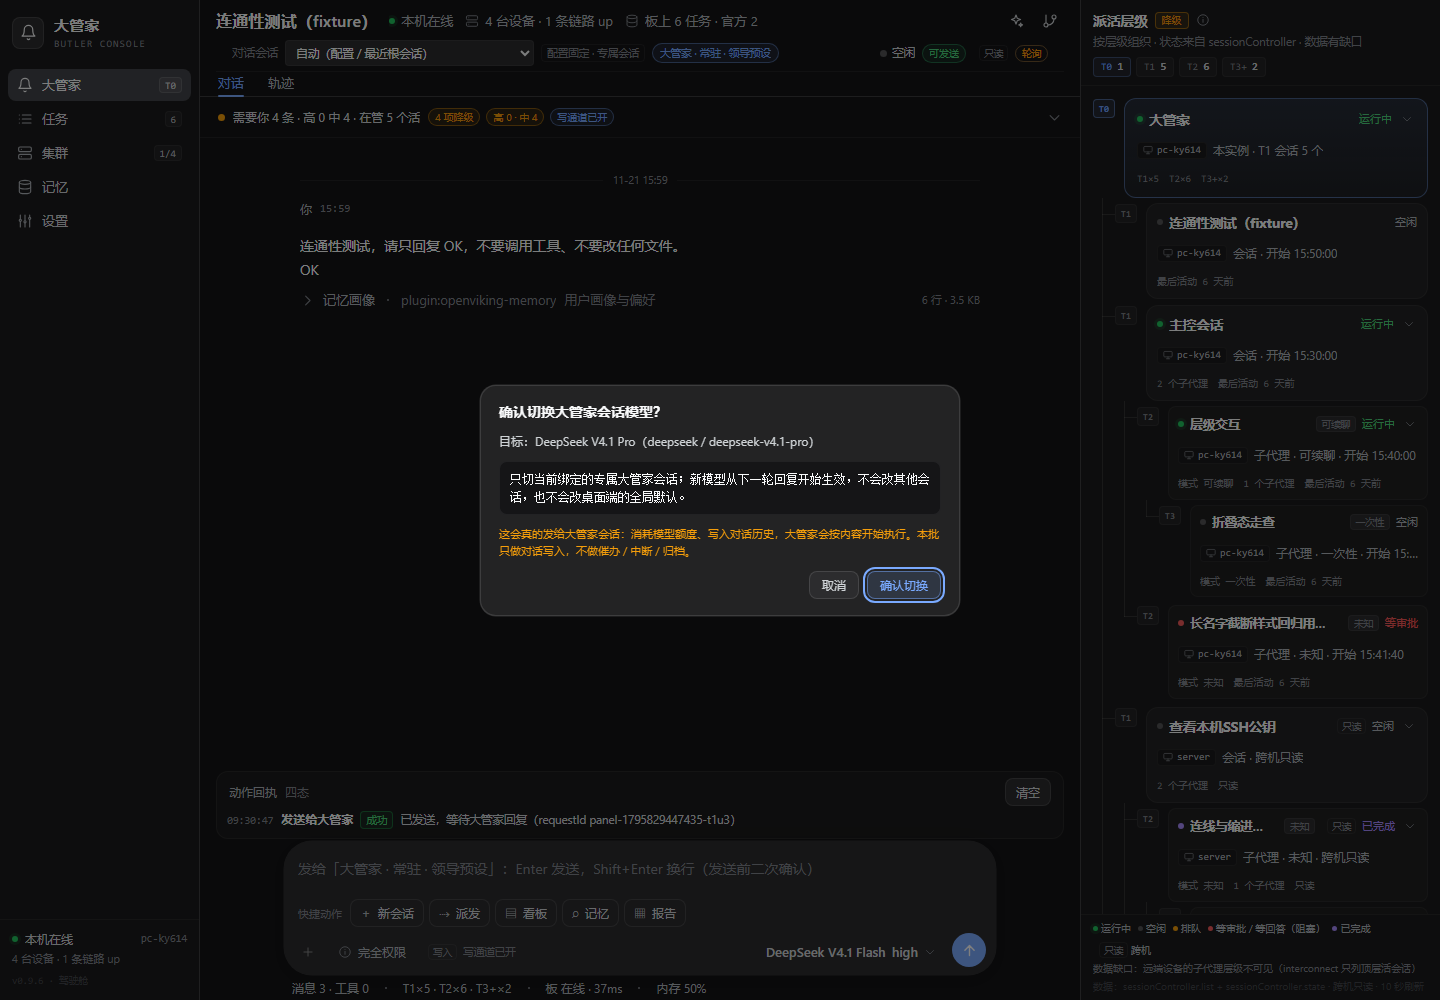 大管家
BUTLER CONSOLE
大管家 T0
任务 6
集群 1/4
记忆
设置
本机在线 pc-ky614
4 台设备 · 1 条链路 up
v0.9.6 · 驾驶舱
连通性测试（fixture） 本机在线 4 台设备 · 1 条链路 up 板上 6 任务 · 官方 2
对话会话 自动（配置 / 最近根会话） 配置固定 · 专属会话 大管家 · 常驻 · 领导预设 空闲 可发送 只读 轮询
对话 轨迹
需要你 4 条 · 高 0 中 4 · 在管 5 个活 4 项降级 高 0 · 中 4 写通道已开
11-21 15:59
你 15:59
连通性测试，请只回复 OK，不要调用工具、不要改任何文件。
OK
记忆画像 · plugin:openviking-memory 用户画像与偏好 6 行 · 3.5 KB
确认切换大管家会话模型？
目标：DeepSeek V4.1 Pro（deepseek / deepseek-v4.1-pro）
只切当前绑定的专属大管家会话；新模型从下一轮回复开始生效，不会改其他会
话，也不会改桌面端的全局默认。
这会真的发给大管家会话：消耗模型额度、写入对话历史，大管家会按内容开始执行。本批
只做对话写入，不做催办 / 中断 / 归档。
取消 确认切换
动作回执 四态 清空
09:30:47 发送给大管家 成功 已发送，等待大管家回复（requestId panel-1795829447435-t1u3）
发给「大管家 · 常驻 · 领导预设」：Enter 发送，Shift+Enter 换行（发送前二次确认）
快捷动作 + 新会话 → 派发 看板 记忆 报告
+ 完全权限 写入 写通道已开 DeepSeek V4.1 Flash high
消息 3 · 工具 0 · T1×5 · T2×6 · T3+×2 · 板 在线 · 37ms · 内存 50%
派活层级 降级
按层级组织 · 状态来自 sessionController · 数据有缺口
T0 1 T1 5 T2 6 T3+ 2
T0 大管家 运行中
pc-ky614 本实例 · T1 会话 5 个
T1×5 T2×6 T3+×2
T1 连通性测试（fixture） 空闲
pc-ky614 会话 · 开始 15:50:00
最后活动 6 天前
T1 主控会话 运行中
pc-ky614 会话 · 开始 15:30:00
2 个子代理 最后活动 6 天前
T2 层级交互 可续聊 运行中
pc-ky614 子代理 · 可续聊 · 开始 15:40:00
模式 可续聊 1 个子代理 最后活动 6 天前
T3 折叠态走查 一次性 空闲
pc-ky614 子代理 · 一次性 · 开始 15:...
模式 一次性 最后活动 6 天前
T2 长名字截断样式回归用... 未知 等审批
pc-ky614 子代理 · 未知 · 开始 15:41:40
模式 未知 最后活动 6 天前
T1 查看本机SSH公钥 只读 空闲
server 会话 · 跨机只读
2 个子代理 只读
T2 连线与缩进... 未知 只读 已完成
server 子代理 · 未知 · 跨机只读
模式 未知 1 个子代理 只读
运行中 空闲 排队 等审批 / 等回答（阻塞） 已完成
只读 跨机
数据缺口：远端设备的子代理层级不可见（interconnect 只列顶层活会话）
数据：sessionController.list + sessionController.state · 跨机只读 · 10 秒刷新